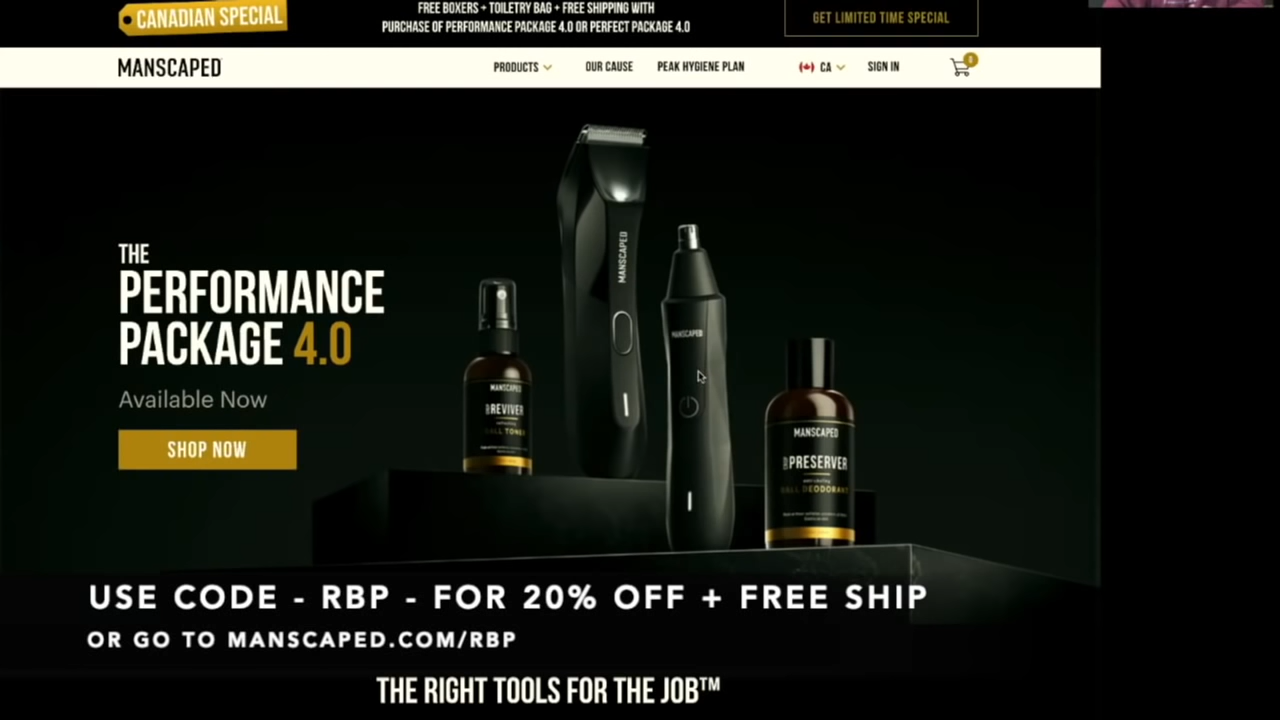 CANADIAN SPECIAL
FREE BOXERS + TOILETRY BAG + FREE SHIPPING WITH
PURCHASE OF PERFORMANCE PACKAGE 4.0 OR PERFECT PACKAGE 4.0
GET LIMITED TIME SPECIAL
MANSCAPED
PRODUCTS
OUR CAUSE
PEAK HYGIENE PLAN
CA
SIGN IN
0
THE
PERFORMANCE
PACKAGE 4.0
Available Now
SHOP NOW
MANSCAPED
MANSCAPED
MANSCAPED
REVIVER
BALL TONER
MANSCAPED
PRESERVER
BALL DEODORANT
USE CODE - RBP - FOR 20% OFF + FREE SHIP
OR GO TO MANSCAPED.COM/RBP
THE RIGHT TOOLS FOR THE JOB™